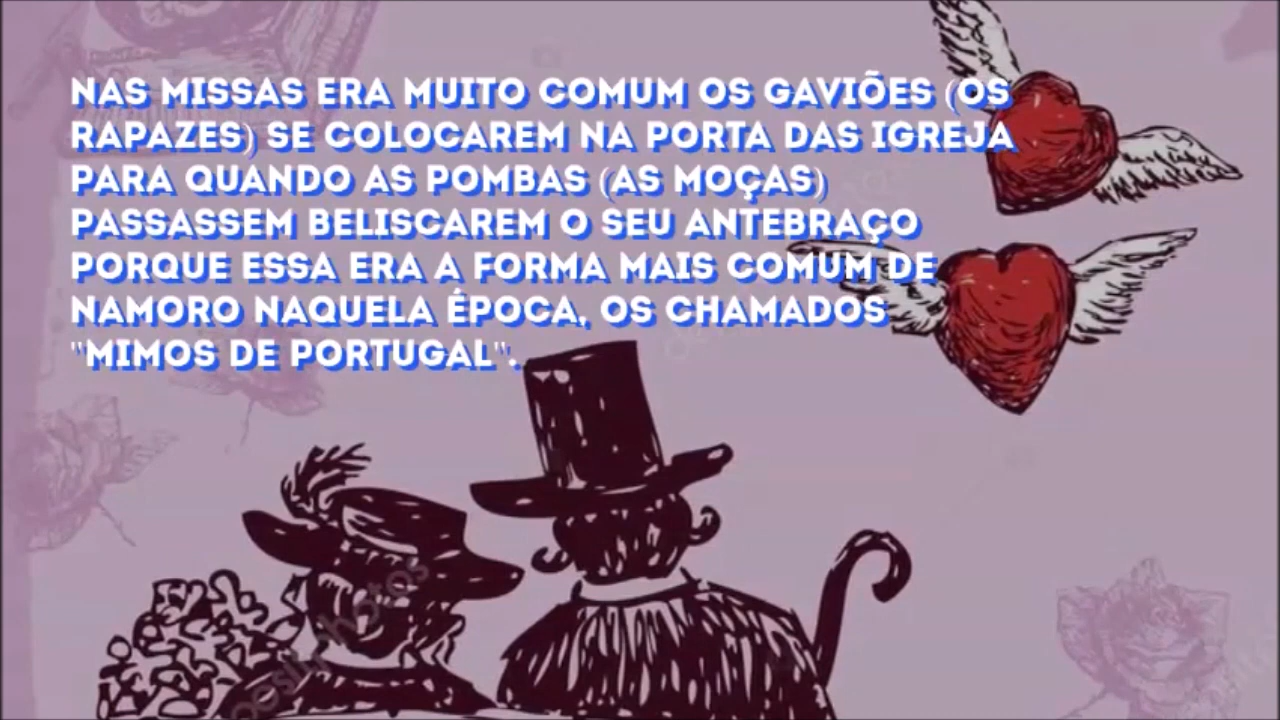 NAS MISSAS ERA MUITO COMUM OS GAVIÕES (OS
RAPAZES) SE COLOCAREM NA PORTA DAS IGREJA
PARA QUANDO AS POMBAS (AS MOÇAS)
PASSASSEM BELISCAREM O SEU ANTEBRAÇO
PORQUE ESSA ERA A FORMA MAIS COMUM DE
NAMORO NAQUELA ÉPOCA, OS CHAMADOS
"MIMOS DE PORTUGAL".